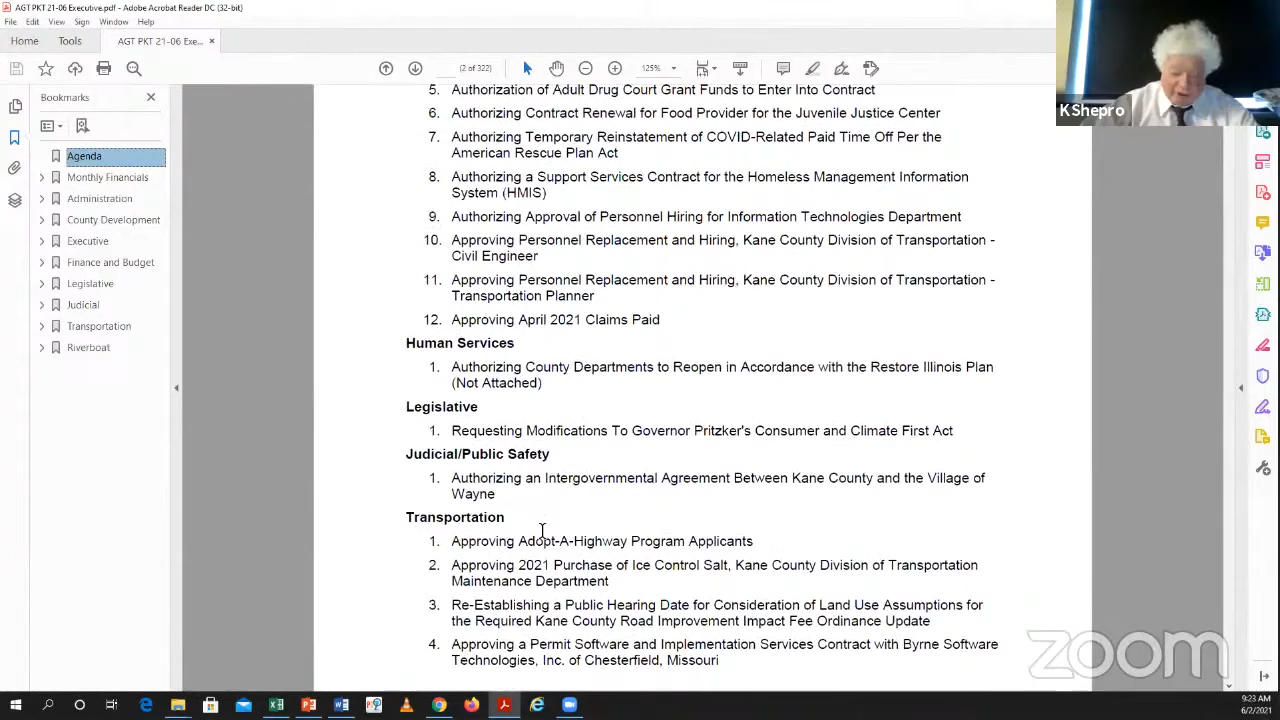 AGT PKT 21-06 Executive.pdf - Adobe Acrobat Reader DC (32-bit)
File Edit View Sign Window Help
Home Tools AGT PKT 21-06 Exe... ×
(2 of 322) 125%
Bookmarks
Agenda
Monthly Financials
Administration
County Development
Executive
Finance and Budget
Legislative
Judicial
Transportation
Riverboat
5. Authorization of Adult Drug Court Grant Funds to Enter Into Contract
6. Authorizing Contract Renewal for Food Provider for the Juvenile Justice Center
7. Authorizing Temporary Reinstatement of COVID-Related Paid Time Off Per the
American Rescue Plan Act
8. Authorizing a Support Services Contract for the Homeless Management Information
System (HMIS)
9. Authorizing Approval of Personnel Hiring for Information Technologies Department
10. Approving Personnel Replacement and Hiring, Kane County Division of Transportation -
Civil Engineer
11. Approving Personnel Replacement and Hiring, Kane County Division of Transportation -
Transportation Planner
12. Approving April 2021 Claims Paid
Human Services
1. Authorizing County Departments to Reopen in Accordance with the Restore Illinois Plan
(Not Attached)
Legislative
1. Requesting Modifications To Governor Pritzker's Consumer and Climate First Act
Judicial/Public Safety
1. Authorizing an Intergovernmental Agreement Between Kane County and the Village of
Wayne
Transportation
1. Approving Adopt-A-Highway Program Applicants
2. Approving 2021 Purchase of Ice Control Salt, Kane County Division of Transportation
Maintenance Department
3. Re-Establishing a Public Hearing Date for Consideration of Land Use Assumptions for
the Required Kane County Road Improvement Impact Fee Ordinance Update
4. Approving a Permit Software and Implementation Services Contract with Byrne Software
Technologies, Inc. of Chesterfield, Missouri
KShepro
zoom
9:23 AM
6/2/2021